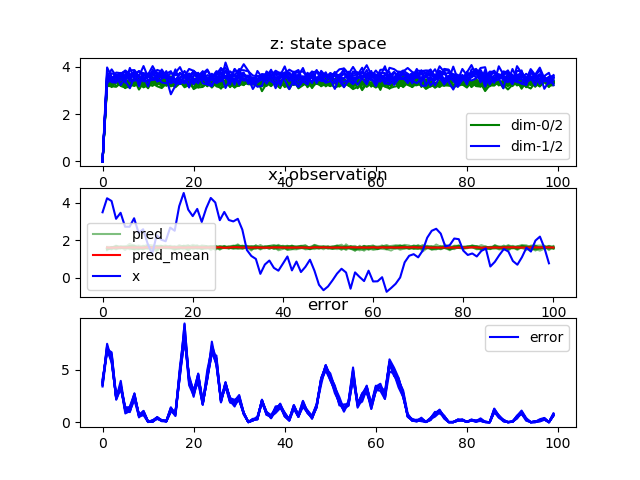 z: state space
4
2
0
dim-0/2
dim-1/2
0 20 40 60 80 100
x: observation
4
2
0
pred
pred_mean
x
0 20 40 60 80 100
error
5
0
error
0 20 40 60 80 100